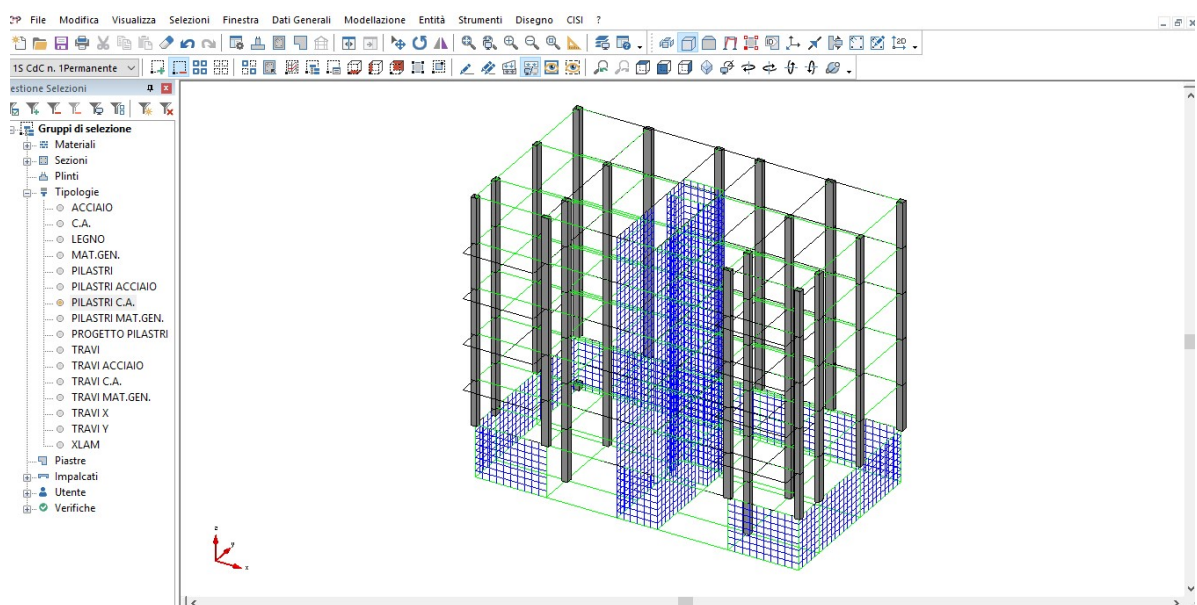 File Modifica Visualizza Selezioni Finestra Dati Generali Modellazione Entità Strumenti Disegno CISI ?
2D
1S CdC n. 1Permanente
estione Selezioni
Gruppi di selezione
Materiali
Sezioni
Plinti
Tipologie
ACCIAIO
C.A.
LEGNO
MAT.GEN.
PILASTRI
PILASTRI ACCIAIO
PILASTRI C.A.
PILASTRI MAT.GEN.
PROGETTO PILASTRI
TRAVI
TRAVI ACCIAIO
TRAVI C.A.
TRAVI MAT.GEN.
TRAVI X
TRAVI Y
XLAM
Piastre
Impalcati
Utente
Verifiche
z
y
x